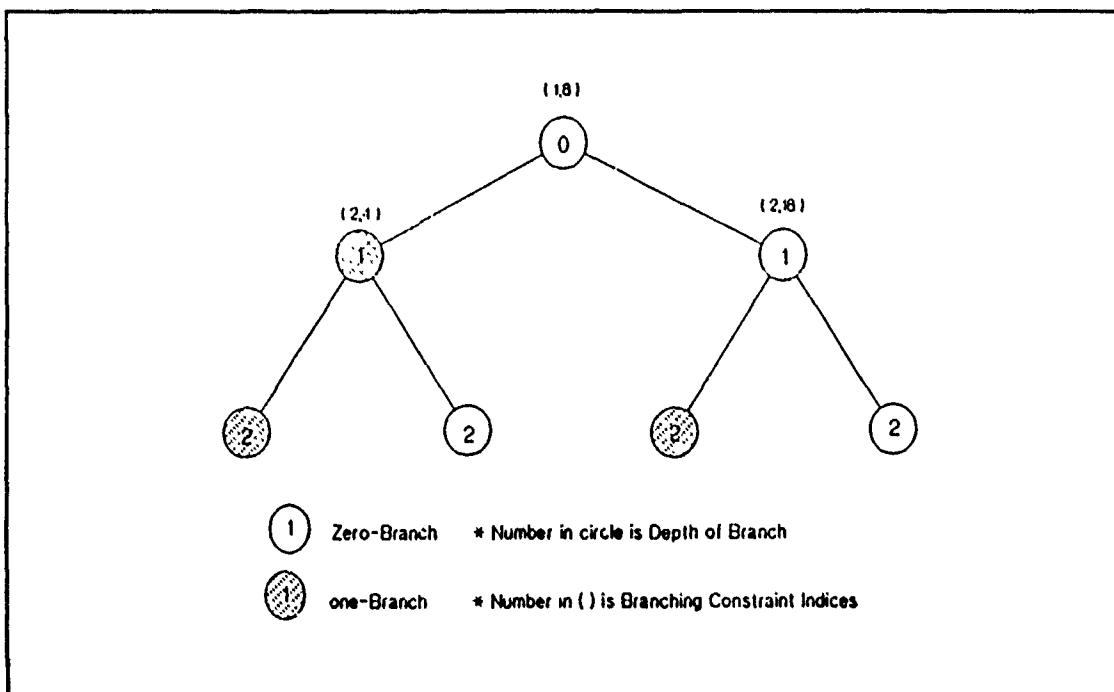 (1,8)
0
(2,4) (2,18)
1 1
2 2 2 2
1 Zero-Branch * Number in circle is Depth of Branch
1 one-Branch * Number in ( ) is Branching Constraint Indices